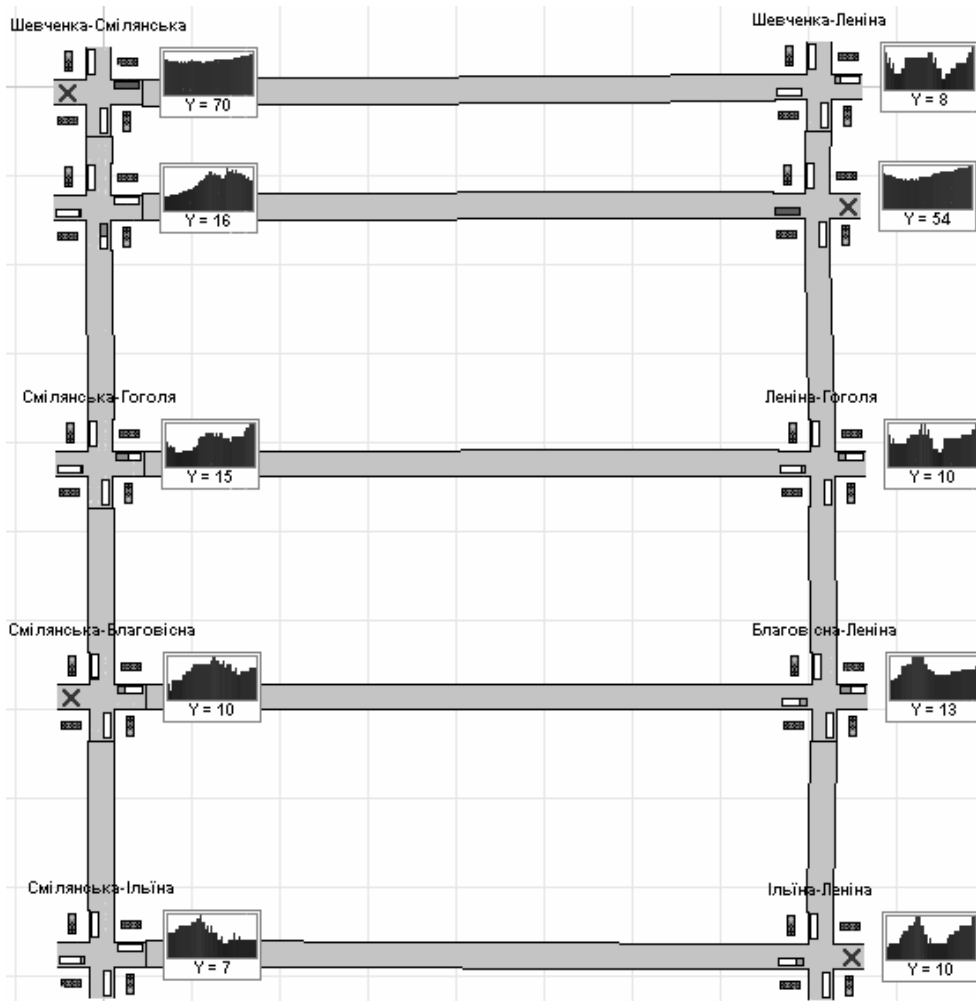 Шевченка-Смілянська
Шевченка-Леніна
Y = 70
Y = 8
Y = 16
Y = 54
Смілянська-Гоголя
Леніна-Гоголя
Y = 15
Y = 10
Смілянська-Благовісна
Благовісна-Леніна
Y = 10
Y = 13
Смілянська-Ільїна
Ільїна-Леніна
Y = 7
Y = 10